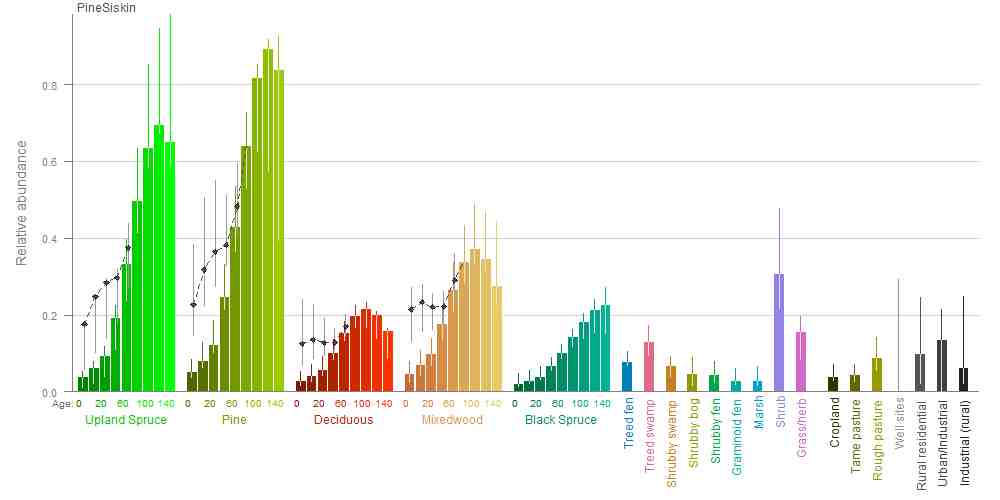 PineSiskin
Relative abundance
0.8
0.6
0.4
0.2
0.0
Age: 0 20 60 100 140 0 20 60 100 140 0 20 60 100 140 0 20 60 100 140 0 20 60 100 140
Upland Spruce Pine Deciduous Mixedwood Black Spruce
Treed fen
Treed swamp
Shrubby swamp
Shrubby bog
Shrubby fen
Graminoid fen
Marsh
Shrub
Grass/herb
Cropland
Tame pasture
Rough pasture
Well sites
Rural residential
Urban/Industrial
Industrial (rural)